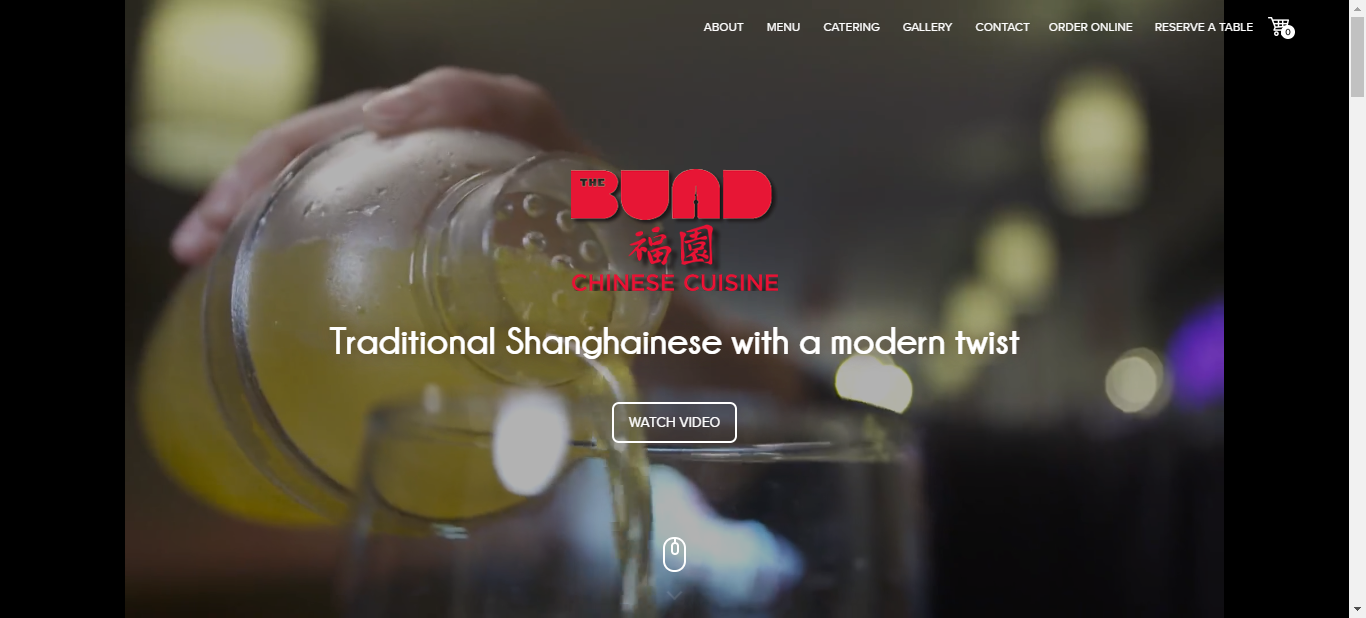 ABOUT MENU CATERING GALLERY CONTACT ORDER ONLINE RESERVE A TABLE 0
THE BUND
福園
CHINESE CUISINE
Traditional Shanghainese with a modern twist
WATCH VIDEO